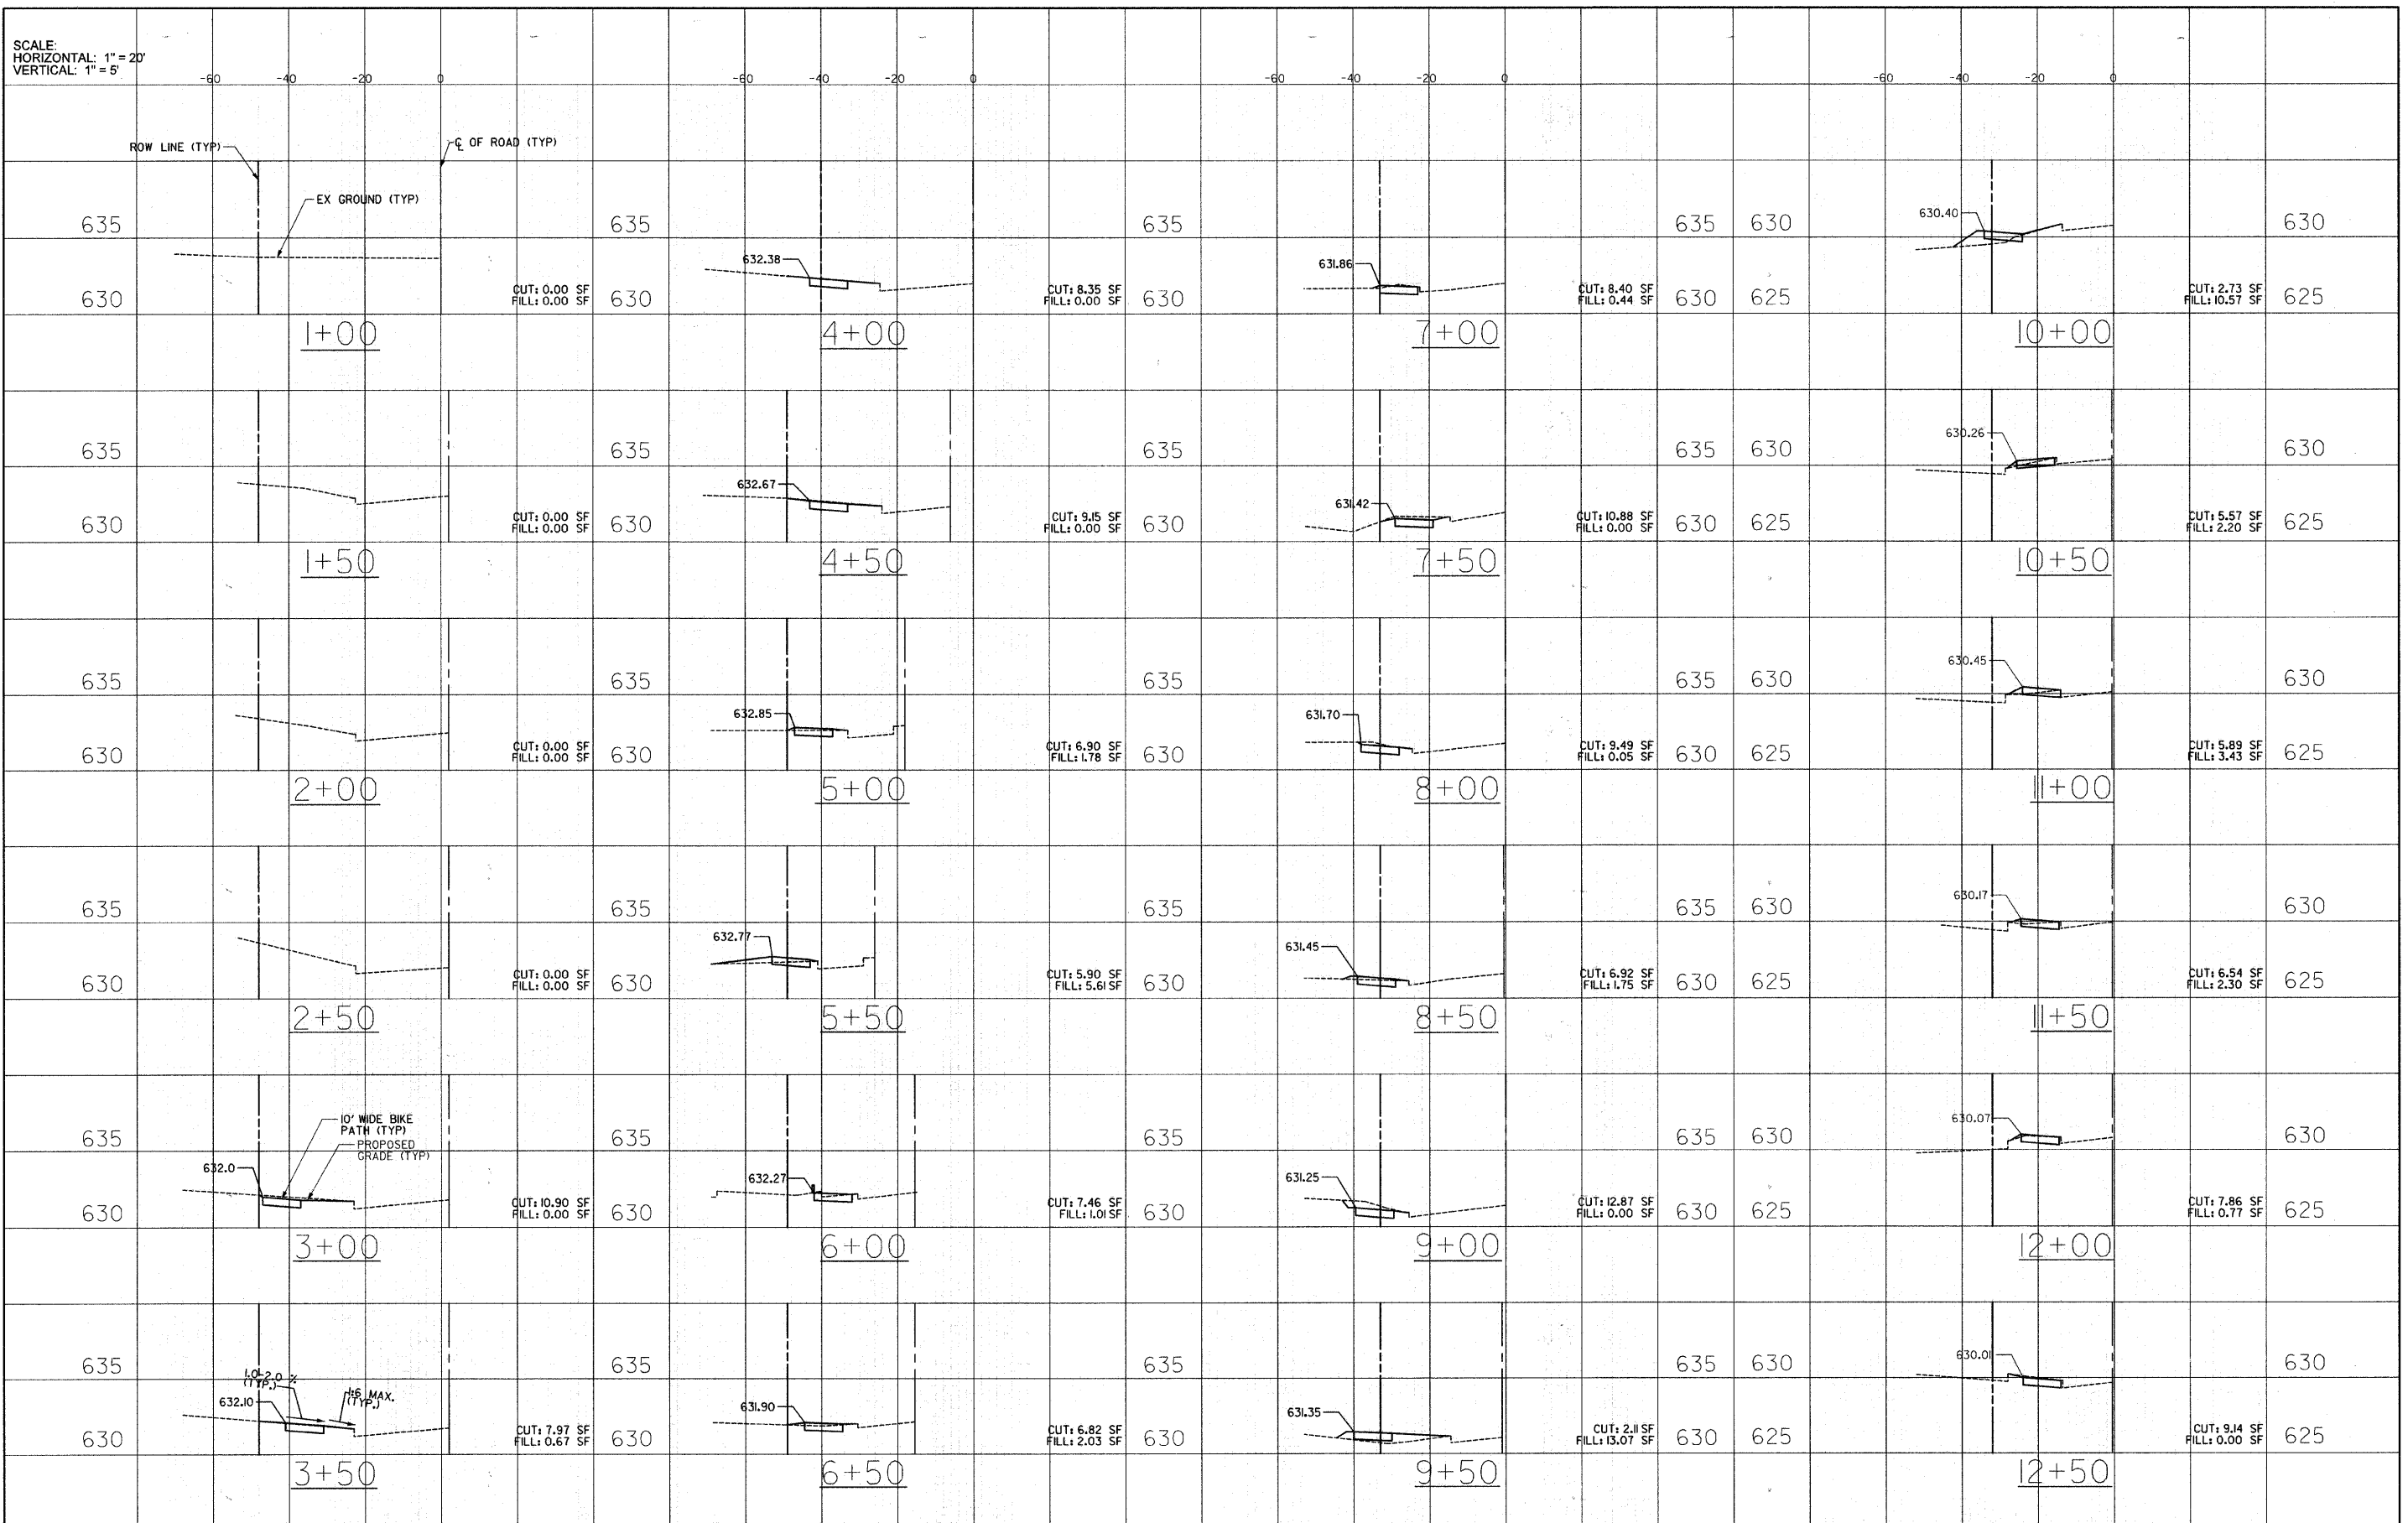 SCALE:
HORIZONTAL: 1" = 20'
VERTICAL: 1" = 5'
-60 -40 -20 0 -60 -40 -20 0 -60 -40 -20 0 -60 -40 -20 0
ROW LINE (TYP)
℄ OF ROAD (TYP)
EX GROUND (TYP)
635
630
CUT: 0.00 SF
FILL: 0.00 SF
1+00
635
630
CUT: 0.00 SF
FILL: 0.00 SF
1+50
635
630
CUT: 0.00 SF
FILL: 0.00 SF
2+00
635
630
CUT: 0.00 SF
FILL: 0.00 SF
2+50
10' WIDE BIKE
PATH (TYP)
PROPOSED
GRADE (TYP)
635
632.0
630
CUT: 10.90 SF
FILL: 0.00 SF
3+00
635
1.0-2.0 %
(TYP.)
1:6 MAX.
(TYP.)
632.10
630
CUT: 7.97 SF
FILL: 0.67 SF
3+50
635
632.38
630
CUT: 8.35 SF
FILL: 0.00 SF
4+00
635
632.67
630
CUT: 9.15 SF
FILL: 0.00 SF
4+50
635
632.85
630
CUT: 6.90 SF
FILL: 1.78 SF
5+00
635
632.77
630
CUT: 5.90 SF
FILL: 5.61 SF
5+50
635
632.27
630
CUT: 7.46 SF
FILL: 1.01 SF
6+00
635
631.90
630
CUT: 6.82 SF
FILL: 2.03 SF
6+50
635 635
631.86
630 630
CUT: 8.40 SF
FILL: 0.44 SF
7+00
635 635
631.42
630 630
CUT: 10.88 SF
FILL: 0.00 SF
7+50
635 635
631.70
630 630
CUT: 9.49 SF
FILL: 0.05 SF
8+00
635 635
631.45
630 630
CUT: 6.92 SF
FILL: 1.75 SF
8+50
635 635
631.25
630 630
CUT: 12.87 SF
FILL: 0.00 SF
9+00
635 635
631.35
630 630
CUT: 2.11 SF
FILL: 13.07 SF
9+50
630 630
630.40
625 625
CUT: 2.73 SF
FILL: 10.57 SF
10+00
630 630
630.26
625 625
CUT: 5.57 SF
FILL: 2.20 SF
10+50
630 630
630.45
625 625
CUT: 5.89 SF
FILL: 3.43 SF
11+00
630 630
630.17
625 625
CUT: 6.54 SF
FILL: 2.30 SF
11+50
630 630
630.07
625 625
CUT: 7.86 SF
FILL: 0.77 SF
12+00
630 630
630.01
625 625
CUT: 9.14 SF
FILL: 0.00 SF
12+50